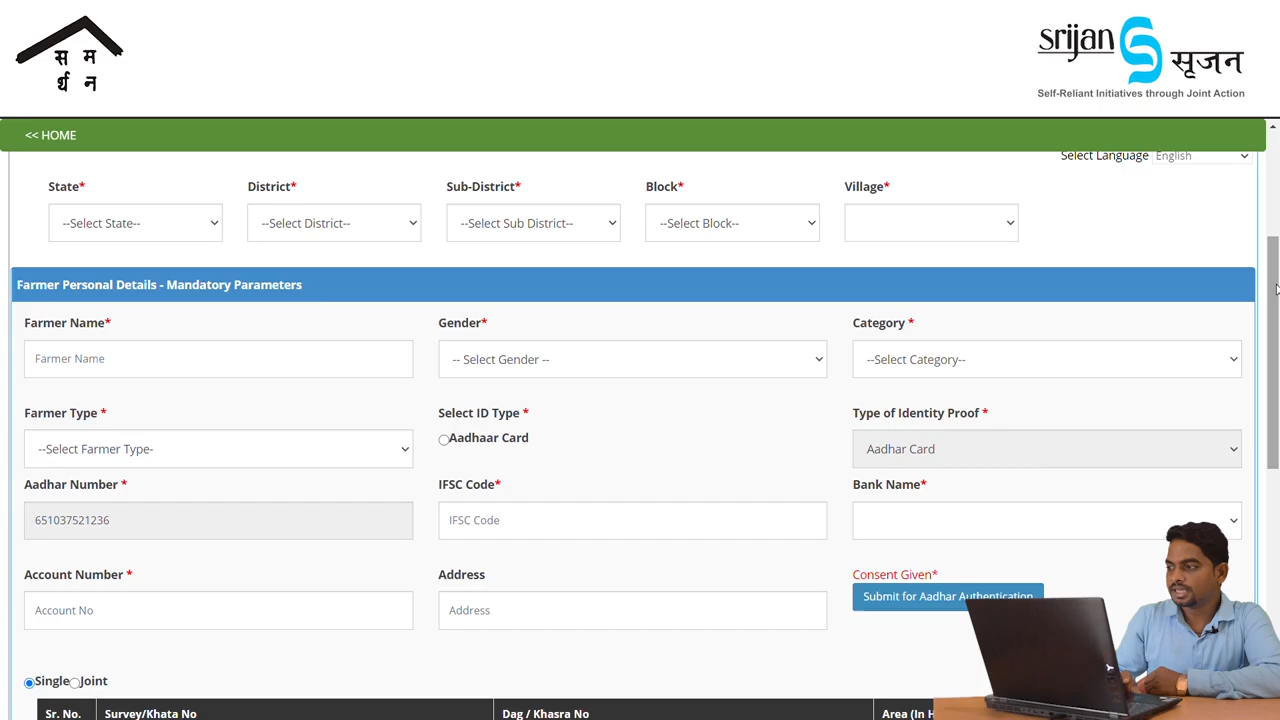 स म
र्थ न
srijan S सृजन
Self-Reliant Initiatives through Joint Action
<< HOME
Select Language English
State* District* Sub-District* Block* Village*
--Select State-- --Select District-- --Select Sub District-- --Select Block--
Farmer Personal Details - Mandatory Parameters
Farmer Name* Gender* Category *
Farmer Name -- Select Gender -- --Select Category--
Farmer Type * Select ID Type * Type of Identity Proof *
--Select Farmer Type- Aadhaar Card Aadhar Card
Aadhar Number * IFSC Code* Bank Name*
651037521236 IFSC Code
Account Number * Address Consent Given*
Account No Address Submit for Aadhar Authentication
Single Joint
Sr. No. Survey/Khata No Dag / Khasra No Area (In H